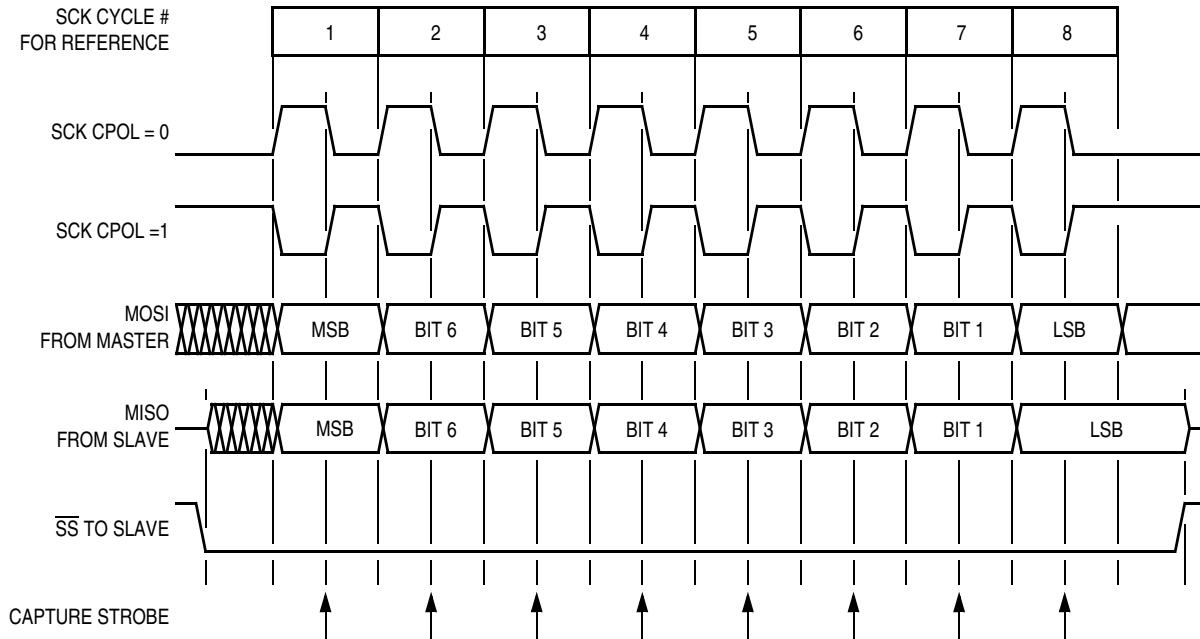 SCK CYCLE #
FOR REFERENCE
1 2 3 4 5 6 7 8
SCK CPOL = 0
SCK CPOL =1
MOSI
FROM MASTER
MSB BIT 6 BIT 5 BIT 4 BIT 3 BIT 2 BIT 1 LSB
MISO
FROM SLAVE
MSB BIT 6 BIT 5 BIT 4 BIT 3 BIT 2 BIT 1 LSB
S̅S̅ TO SLAVE
CAPTURE STROBE